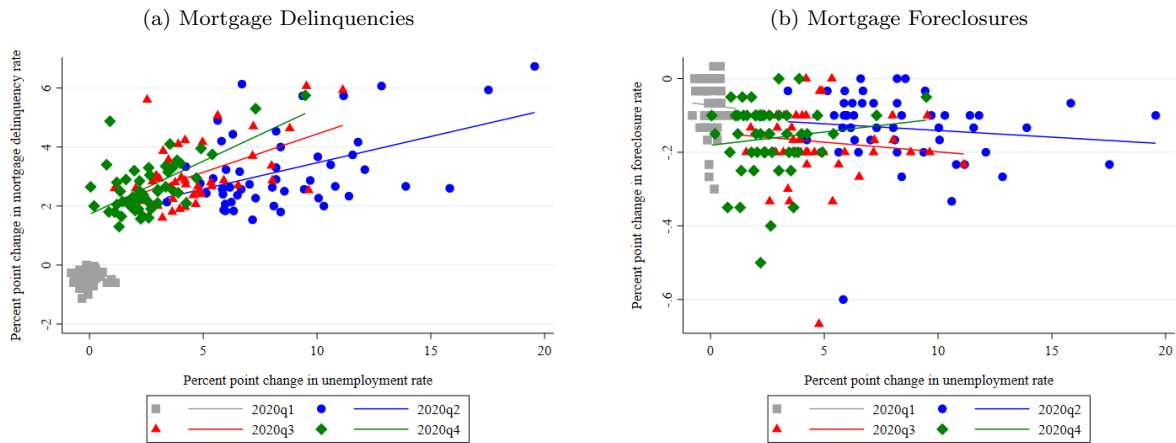 (a) Mortgage Delinquencies
Percent point change in mortgage delinquency rate
6
4
2
0
-2
0 5 10 15 20
Percent point change in unemployment rate
2020q1 2020q2
2020q3 2020q4
(b) Mortgage Foreclosures
Percent point change in foreclosure rate
0
-.2
-.4
-.6
0 5 10 15 20
Percent point change in unemployment rate
2020q1 2020q2
2020q3 2020q4